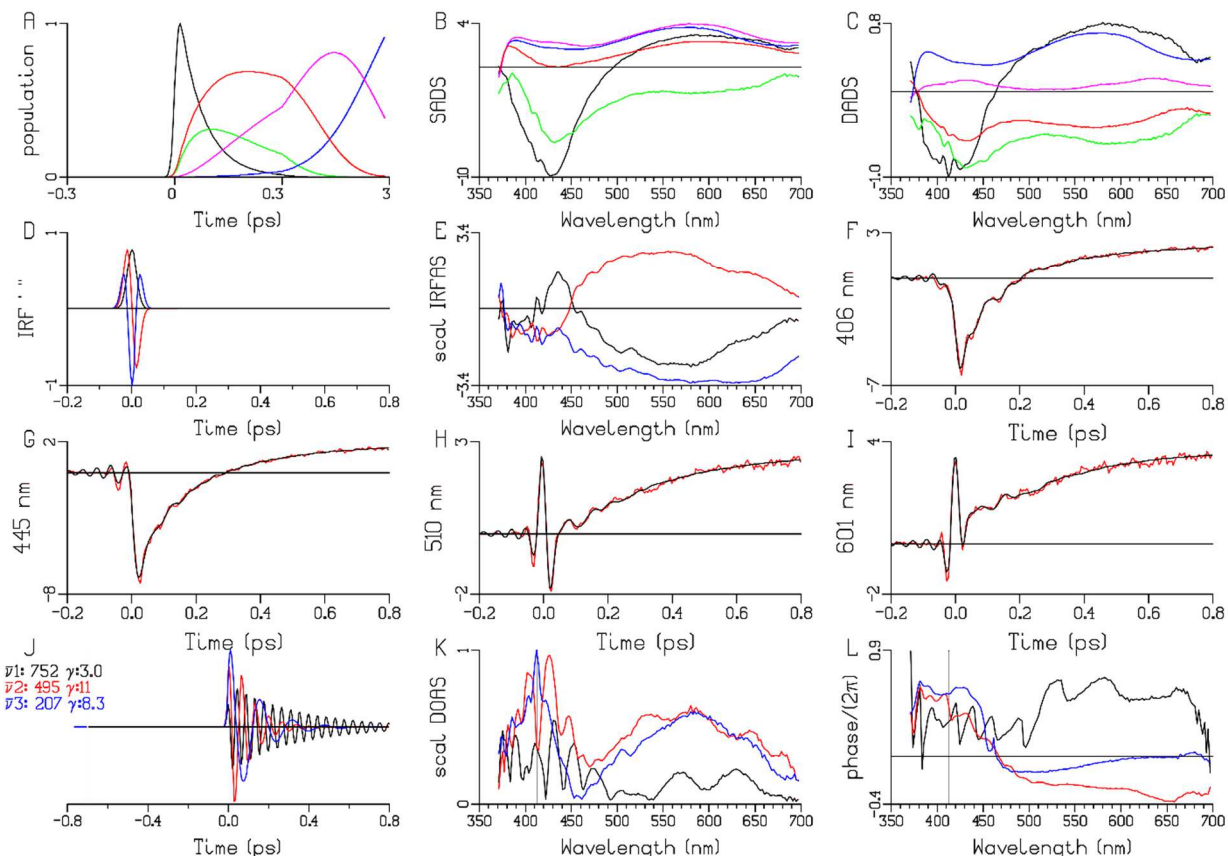 A
population
1
0
-0.3
0
0.3
3
Time (ps)
B
SADS
4
-10
350 400 450 500 550 600 650 700
Wavelength (nm)
C
DADS
0.8
-1.0
350 400 450 500 550 600 650 700
Wavelength (nm)
D
1
-1
-0.2 0.0 0.2 0.4 0.6 0.8
Time (ps)
E
scal IRFAS
3.4
-3.4
350 400 450 500 550 600 650 700
Wavelength (nm)
F
406 nm
3
-7
-0.2 0.0 0.2 0.4 0.6 0.8
Time (ps)
G
445 nm
2
-8
-0.2 0.0 0.2 0.4 0.6 0.8
Time (ps)
H
510 nm
3
-2
-0.2 0.0 0.2 0.4 0.6 0.8
Time (ps)
I
601 nm
4
-2
-0.2 0.0 0.2 0.4 0.6 0.8
Time (ps)
J
ν̅1: 752 γ:3.0
ν̅2: 495 γ:11
ν̅3: 207 γ:8.3
-0.8 -0.4 0.0 0.4 0.8
Time (ps)
K
scal DOAS
1
0
350 400 450 500 550 600 650 700
Wavelength (nm)
L
phase/(2π)
0.9
-0.4
350 400 450 500 550 600 650 700
Wavelength (nm)